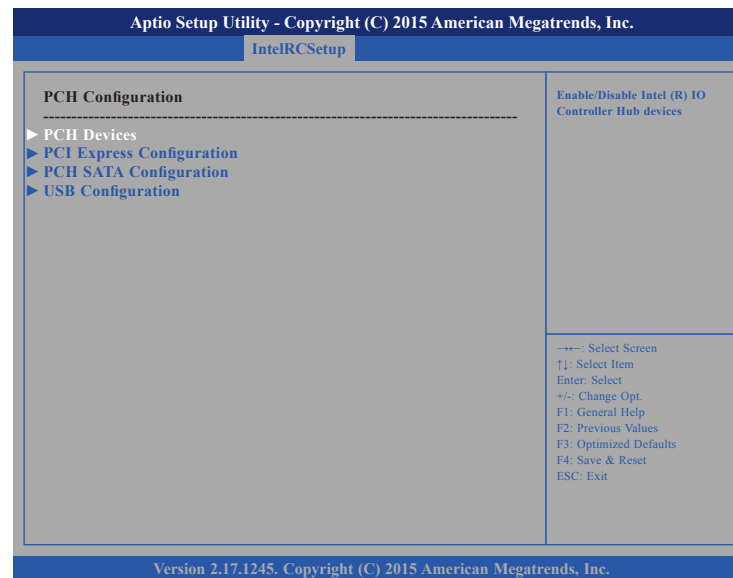 Aptio Setup Utility - Copyright (C) 2015 American Megatrends, Inc.
IntelRCSetup
PCH Configuration
--------------------------------------------------------------------------------------
► PCH Devices
► PCI Express Configuration
► PCH SATA Configuration
► USB Configuration
Enable/Disable Intel (R) IO
Controller Hub devices
→←: Select Screen
↑↓: Select Item
Enter: Select
+/-: Change Opt.
F1: General Help
F2: Previous Values
F3: Optimized Defaults
F4: Save & Reset
ESC: Exit
Version 2.17.1245. Copyright (C) 2015 American Megatrends, Inc.